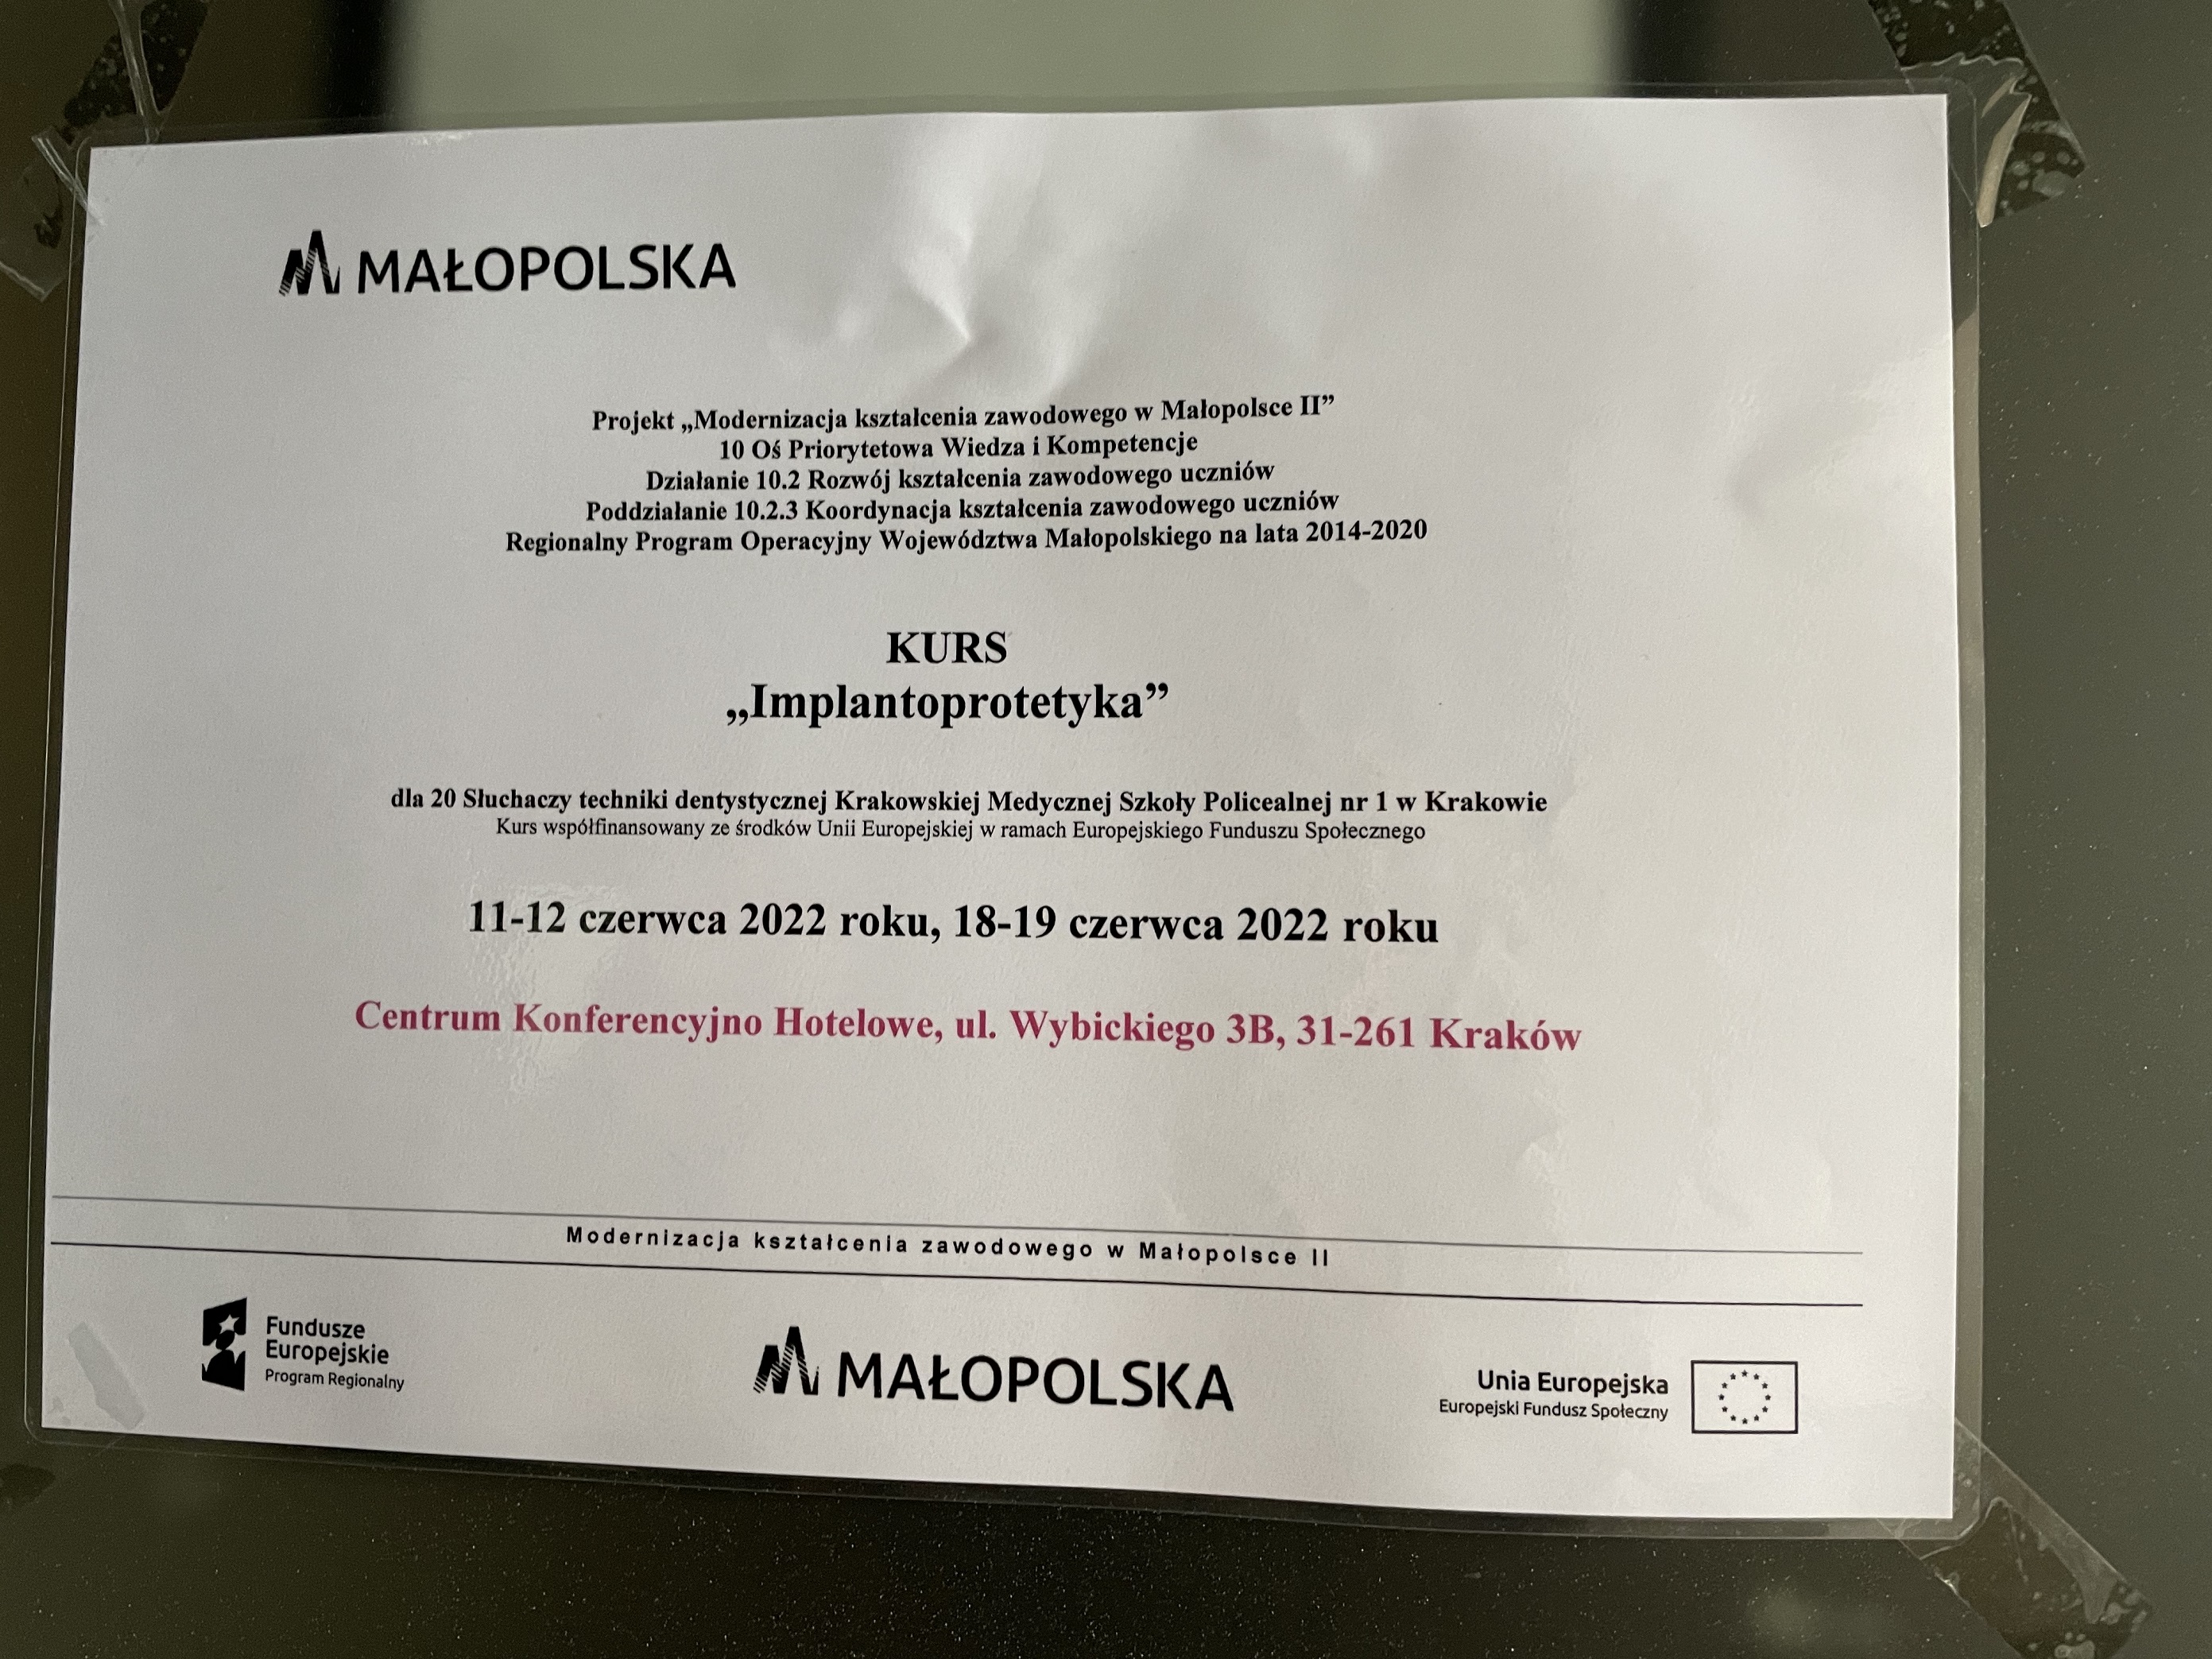 MAŁOPOLSKA
Projekt „Modernizacja kształcenia zawodowego w Małopolsce II”
10 Oś Priorytetowa Wiedza i Kompetencje
Działanie 10.2 Rozwój kształcenia zawodowego uczniów
Poddziałanie 10.2.3 Koordynacja kształcenia zawodowego uczniów
Regionalny Program Operacyjny Województwa Małopolskiego na lata 2014-2020
KURS
„Implantoprotetyka”
dla 20 Słuchaczy techniki dentystycznej Krakowskiej Medycznej Szkoły Policealnej nr 1 w Krakowie
Kurs współfinansowany ze środków Unii Europejskiej w ramach Europejskiego Funduszu Społecznego
11-12 czerwca 2022 roku, 18-19 czerwca 2022 roku
Centrum Konferencyjno Hotelowe, ul. Wybickiego 3B, 31-261 Kraków
Modernizacja kształcenia zawodowego w Małopolsce II
Fundusze
Europejskie
Program Regionalny
MAŁOPOLSKA
Unia Europejska
Europejski Fundusz Społeczny